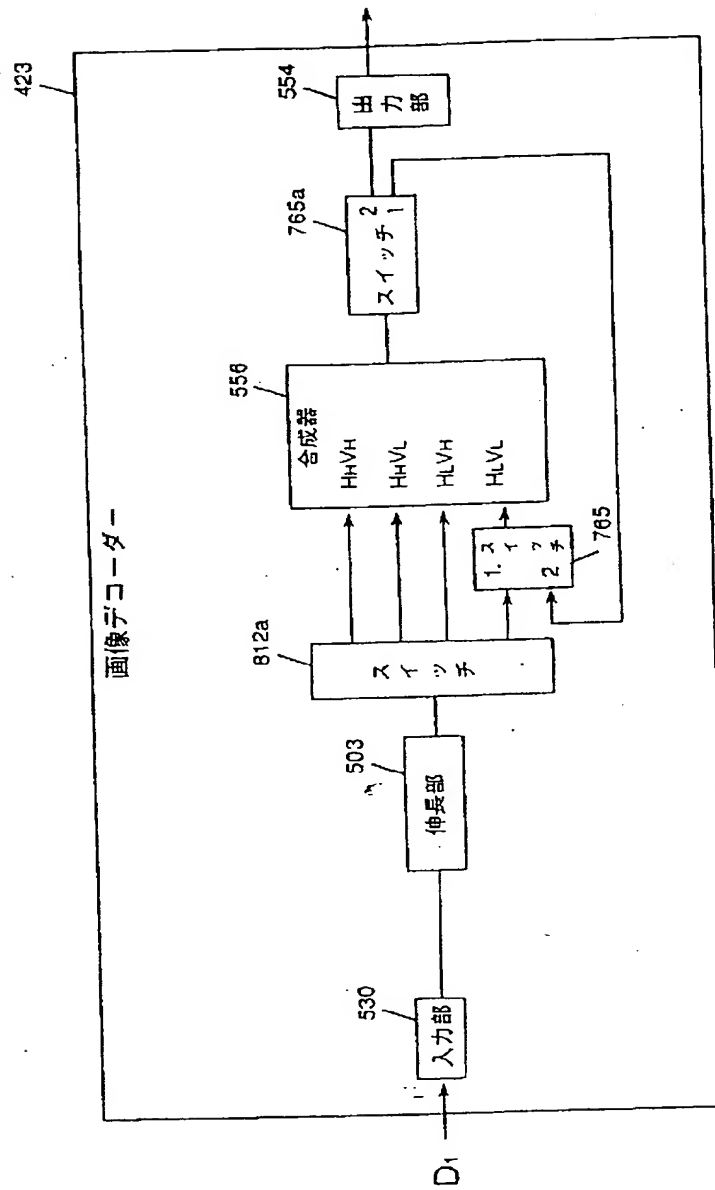 423
画像デコーダー
D1
530
入力部
503
伸長部
812a
スイッチ
556
合成器
HHVH
HHVL
HLVH
HLVL
1. スイッチ
2
765
765a
スイッチ 2
1
554
出力部